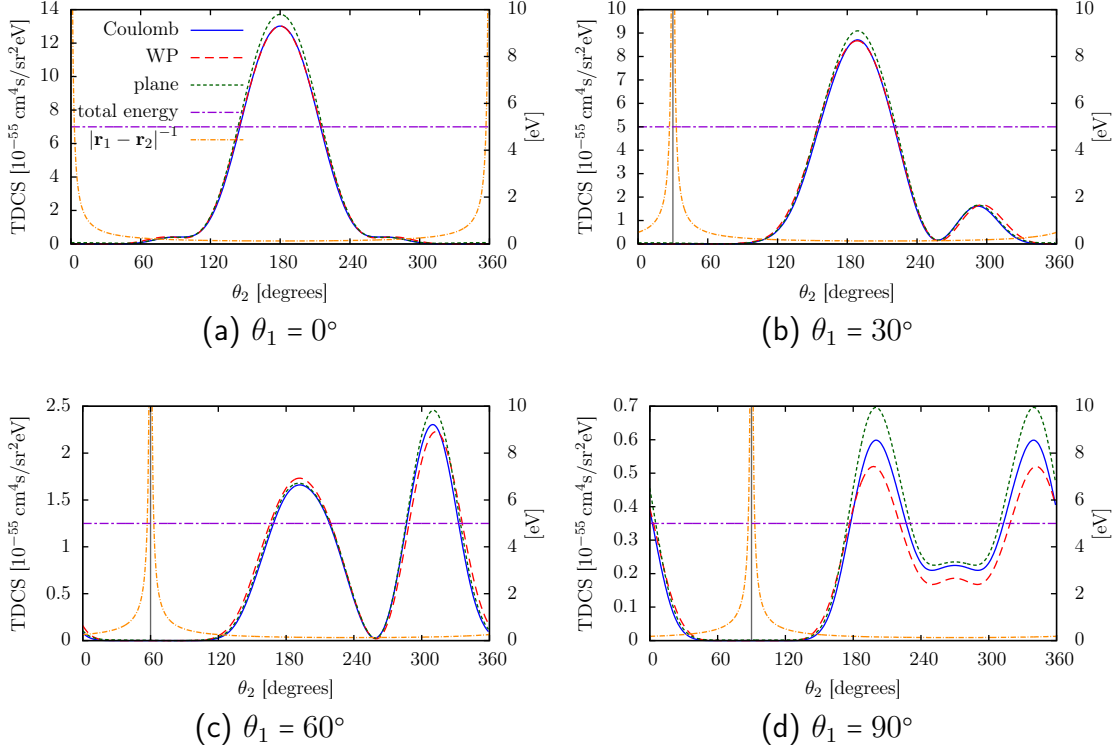 TDCS [10⁻⁵⁵ cm⁴s/sr²eV]
14
12
10
8
6
4
2
0
Coulomb
WP
plane
total energy
|r₁ − r₂|⁻¹
10
8
6
4
2
0
[eV]
0 60 120 180 240 300 360
θ₂ [degrees]
(a) θ₁ = 0°
TDCS [10⁻⁵⁵ cm⁴s/sr²eV]
10
9
8
7
6
5
4
3
2
1
0
10
8
6
4
2
0
[eV]
0 60 120 180 240 300 360
θ₂ [degrees]
(b) θ₁ = 30°
TDCS [10⁻⁵⁵ cm⁴s/sr²eV]
2.5
2
1.5
1
0.5
0
10
8
6
4
2
0
[eV]
0 60 120 180 240 300 360
θ₂ [degrees]
(c) θ₁ = 60°
TDCS [10⁻⁵⁵ cm⁴s/sr²eV]
0.7
0.6
0.5
0.4
0.3
0.2
0.1
0
10
8
6
4
2
0
[eV]
0 60 120 180 240 300 360
θ₂ [degrees]
(d) θ₁ = 90°